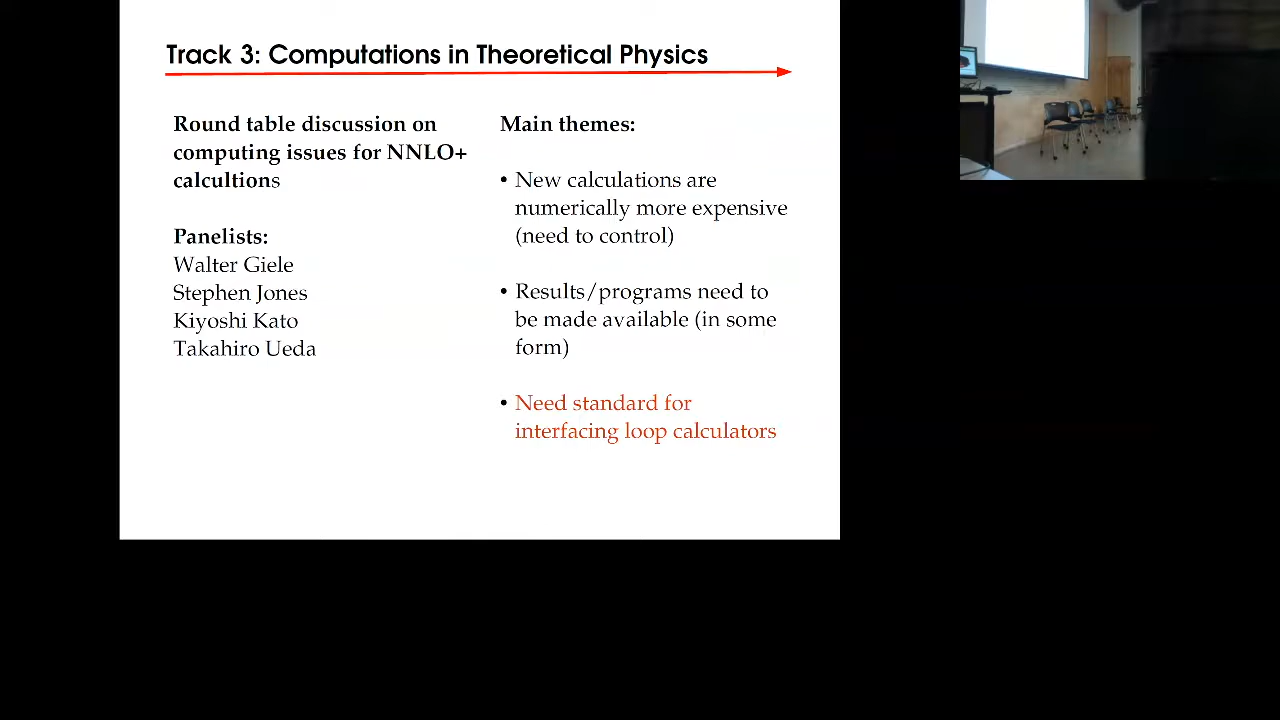 Track 3: Computations in Theoretical Physics
Round table discussion on
computing issues for NNLO+
calcultions
Panelists:
Walter Giele
Stephen Jones
Kiyoshi Kato
Takahiro Ueda
Main themes:
• New calculations are
numerically more expensive
(need to control)
• Results/programs need to
be made available (in some
form)
• Need standard for
interfacing loop calculators